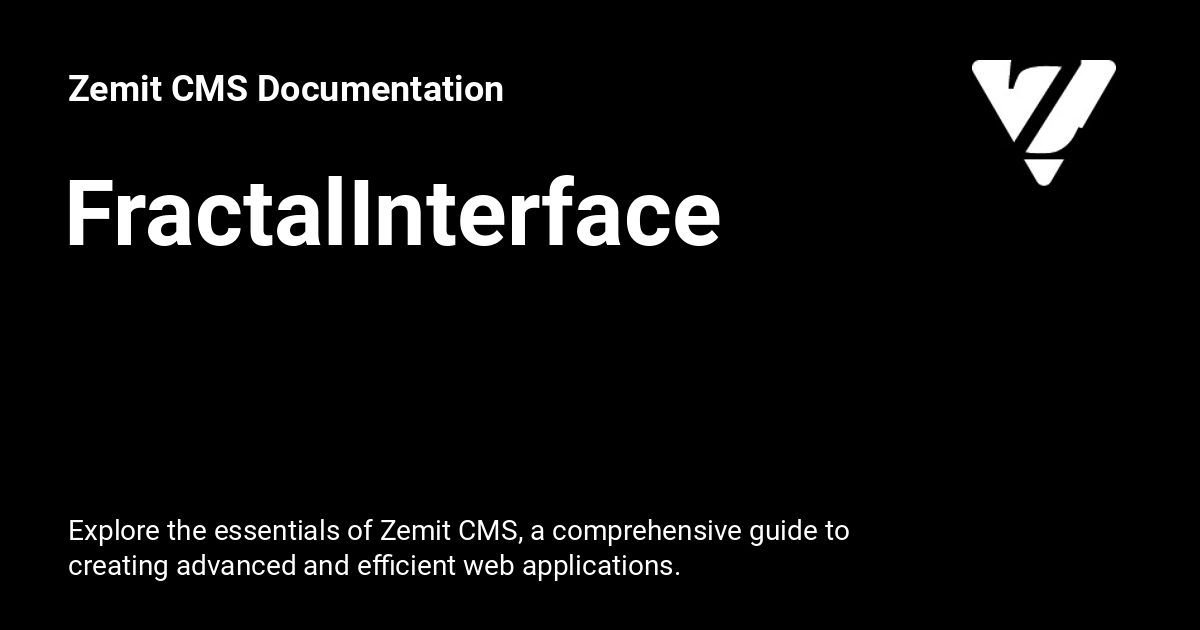 Zemit CMS Documentation
FractalInterface
Explore the essentials of Zemit CMS, a comprehensive guide to
creating advanced and efficient web applications.